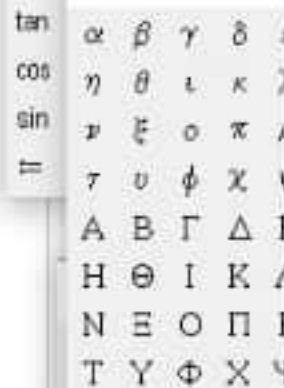 tan
cos
sin
α β γ δ
η θ ι κ
ν ξ ο π
τ υ ϕ χ
Α Β Γ Δ
Η Θ Ι Κ
Ν Ξ Ο Π
Τ Υ Φ Χ